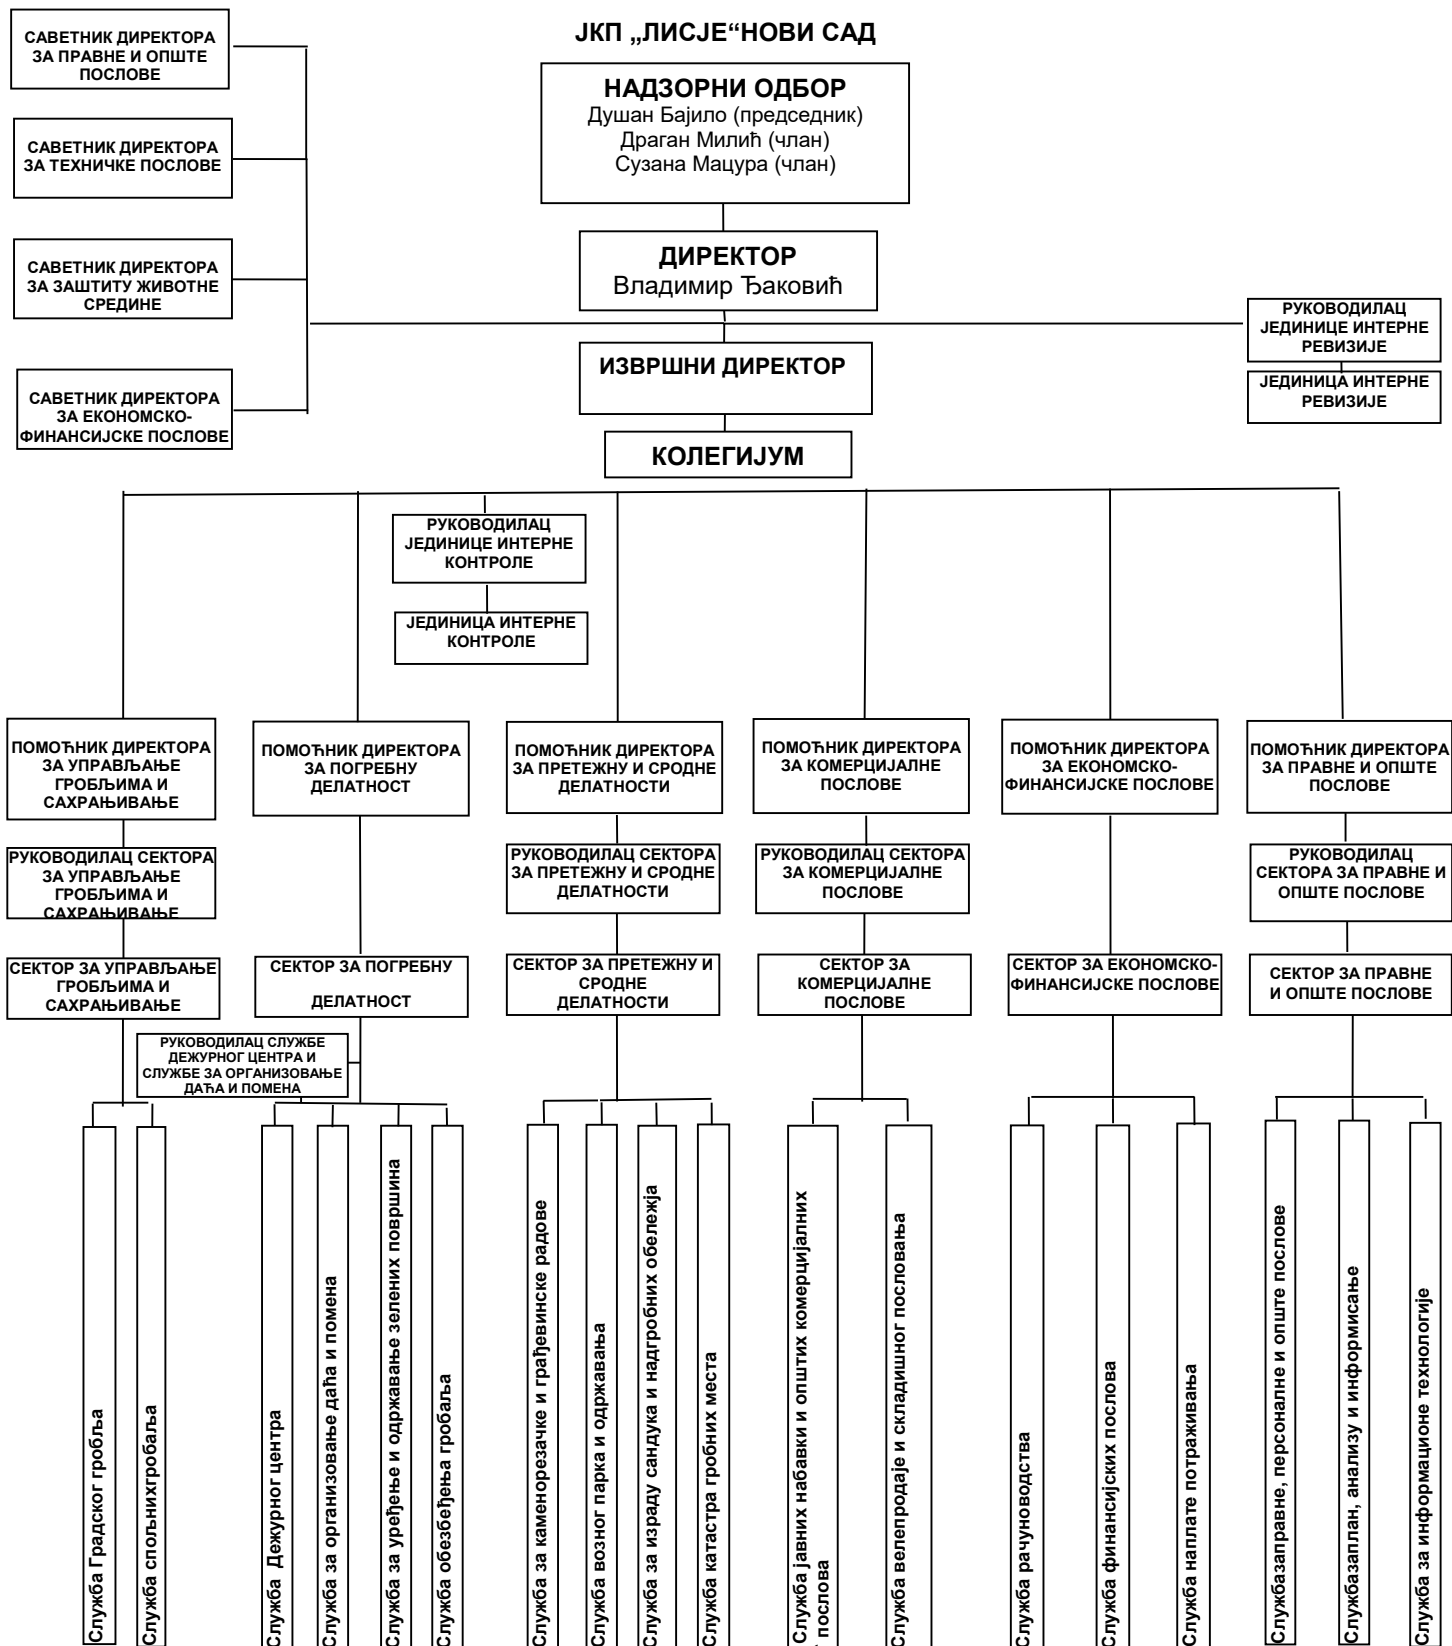 ЈКП „ЛИСЈЕ“НОВИ САД
САВЕТНИК ДИРЕКТОРА
ЗА ПРАВНЕ И ОПШТЕ
ПОСЛОВЕ
САВЕТНИК ДИРЕКТОРА
ЗА ТЕХНИЧКЕ ПОСЛОВЕ
САВЕТНИК ДИРЕКТОРА
ЗА ЗАШТИТУ ЖИВОТНЕ
СРЕДИНЕ
САВЕТНИК ДИРЕКТОРА
ЗА ЕКОНОМСКО-
ФИНАНСИЈСКЕ ПОСЛОВЕ
НАДЗОРНИ ОДБОР
Душан Бајило (председник)
Драган Милић (члан)
Сузана Мацура (члан)
ДИРЕКТОР
Владимир Ђаковић
ИЗВРШНИ ДИРЕКТОР
КОЛЕГИЈУМ
РУКОВОДИЛАЦ
ЈЕДИНИЦЕ ИНТЕРНЕ
РЕВИЗИЈЕ
ЈЕДИНИЦА ИНТЕРНЕ
РЕВИЗИЈЕ
РУКОВОДИЛАЦ
ЈЕДИНИЦЕ ИНТЕРНЕ
КОНТРОЛЕ
ЈЕДИНИЦА ИНТЕРНЕ
КОНТРОЛЕ
ПОМОЋНИК ДИРЕКТОРА
ЗА УПРАВЉАЊЕ
ГРОБЉИМА И
САХРАЊИВАЊЕ
ПОМОЋНИК ДИРЕКТОРА
ЗА ПОГРЕБНУ
ДЕЛАТНОСТ
ПОМОЋНИК ДИРЕКТОРА
ЗА ПРЕТЕЖНУ И СРОДНЕ
ДЕЛАТНОСТИ
ПОМОЋНИК ДИРЕКТОРА
ЗА КОМЕРЦИЈАЛНЕ
ПОСЛОВЕ
ПОМОЋНИК ДИРЕКТОРА
ЗА ЕКОНОМСКО-
ФИНАНСИЈСКЕ ПОСЛОВЕ
ПОМОЋНИК ДИРЕКТОРА
ЗА ПРАВНЕ И ОПШТЕ
ПОСЛОВЕ
РУКОВОДИЛАЦ СЕКТОРА
ЗА УПРАВЉАЊЕ
ГРОБЉИМА И
САХРАЊИВАЊЕ
РУКОВОДИЛАЦ СЕКТОРА
ЗА ПРЕТЕЖНУ И СРОДНЕ
ДЕЛАТНОСТИ
РУКОВОДИЛАЦ СЕКТОРА
ЗА КОМЕРЦИЈАЛНЕ
ПОСЛОВЕ
РУКОВОДИЛАЦ
СЕКТОРА ЗА ПРАВНЕ И
ОПШТЕ ПОСЛОВЕ
СЕКТОР ЗА УПРАВЉАЊЕ
ГРОБЉИМА И
САХРАЊИВАЊЕ
СЕКТОР ЗА ПОГРЕБНУ
ДЕЛАТНОСТ
СЕКТОР ЗА ПРЕТЕЖНУ И
СРОДНЕ
ДЕЛАТНОСТИ
СЕКТОР ЗА
КОМЕРЦИЈАЛНЕ
ПОСЛОВЕ
СЕКТОР ЗА ЕКОНОМСКО-
ФИНАНСИЈСКЕ ПОСЛОВЕ
СЕКТОР ЗА ПРАВНЕ
И ОПШТЕ ПОСЛОВЕ
РУКОВОДИЛАЦ СЛУЖБЕ
ДЕЖУРНОГ ЦЕНТРА И
СЛУЖБЕ ЗА ОРГАНИЗОВАЊЕ
ДАЋА И ПОМЕНА
Служба Градског гробља
Служба спољнихгробаља
Служба Дежурног центра
Служба за организовање даћа и помена
Служба за уређење и одржавање зелених површина
Служба обезбеђења гробаља
Служба за каменорезачке и грађевинске радове
Служба возног парка и одржавања
Служба за израду сандука и надгробних обележја
Служба катастра гробних места
Служба јавних набавки и општих комерцијалних
послова
Служба велепродаје и складишног пословања
Служба рачуноводства
Служба финансијских послова
Служба наплате потраживања
Службазаправне, персоналне и опште послове
Службазаплан, анализу и информисање
Служба за информационе технологије